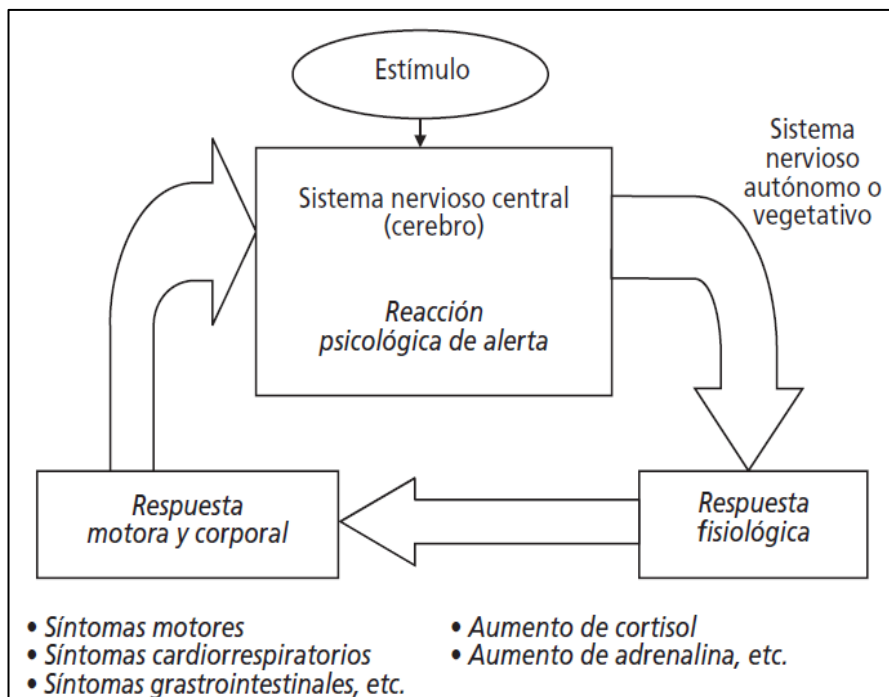 Estímulo
Sistema
nervioso
autónomo o
vegetativo
Sistema nervioso central
(cerebro)
Reacción
psicológica de alerta
Respuesta
motora y corporal
Respuesta
fisiológica
• Síntomas motores
• Síntomas cardiorrespiratorios
• Síntomas grastrointestinales, etc.
• Aumento de cortisol
• Aumento de adrenalina, etc.